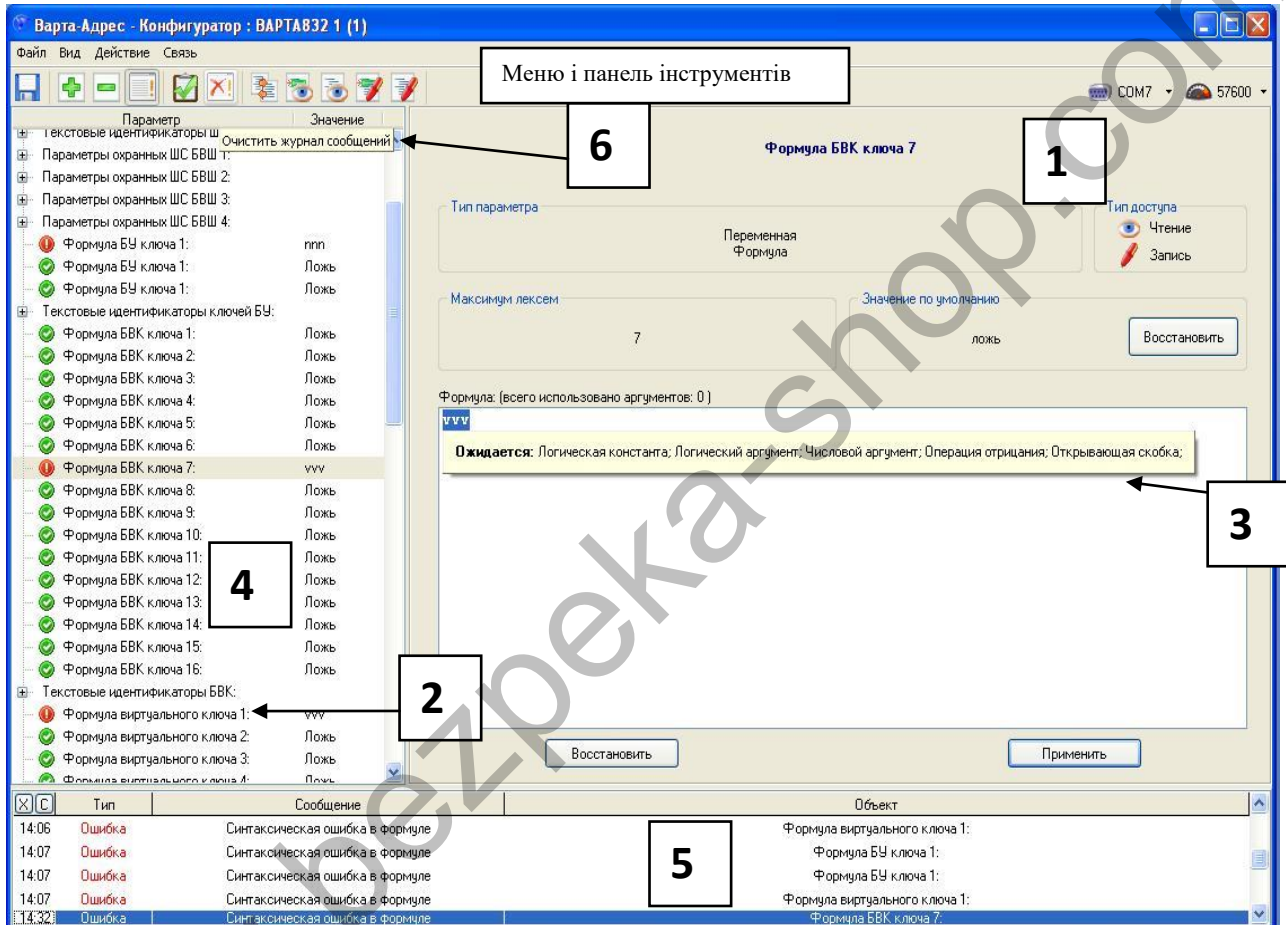 Варта-Адрес - Конфигуратор : ВАРТА832 1 (1)
Файл Вид Действие Связь
Меню і панель інструментів
COM7 57600
Параметр Значение
Текстовые идентификаторы ш
Очистить журнал сообщений
Параметры охранных ШС БВШ 1:
Параметры охранных ШС БВШ 2:
Параметры охранных ШС БВШ 3:
Параметры охранных ШС БВШ 4:
Формула БУ ключа 1: nnn
Формула БУ ключа 1: Ложь
Формула БУ ключа 1: Ложь
Текстовые идентификаторы ключей БУ:
Формула БВК ключа 1: Ложь
Формула БВК ключа 2: Ложь
Формула БВК ключа 3: Ложь
Формула БВК ключа 4: Ложь
Формула БВК ключа 5: Ложь
Формула БВК ключа 6: Ложь
Формула БВК ключа 7: vvv
Формула БВК ключа 8: Ложь
Формула БВК ключа 9: Ложь
Формула БВК ключа 10: Ложь
Формула БВК ключа 11: Ложь
Формула БВК ключа 12: Ложь
Формула БВК ключа 13: Ложь
Формула БВК ключа 14: Ложь
Формула БВК ключа 15: Ложь
Формула БВК ключа 16: Ложь
Текстовые идентификаторы БВК:
Формула виртуального ключа 1: vvv
Формула виртуального ключа 2: Ложь
Формула виртуального ключа 3: Ложь
Формула виртуального ключа 4: Ложь
6
4
2
Формула БВК ключа 7
1
Тип параметра
Переменная
Формула
Тип доступа
Чтение
Запись
Максимум лексем
7
Значение по умолчанию
ложь
Восстановить
Формула: (всего использовано аргументов: 0 )
vvv
Ожидается: Логическая константа; Логический аргумент; Числовой аргумент; Операция отрицания; Открывающая скобка;
3
Восстановить
Применить
X C Тип Сообщение Объект
14:06 Ошибка Синтаксическая ошибка в формуле Формула виртуального ключа 1:
14:07 Ошибка Синтаксическая ошибка в формуле Формула БУ ключа 1:
14:07 Ошибка Синтаксическая ошибка в формуле Формула БУ ключа 1:
14:07 Ошибка Синтаксическая ошибка в формуле Формула виртуального ключа 1:
14:32 Ошибка Синтаксическая ошибка в формуле Формула БВК ключа 7:
5
bezpeka-shop.com